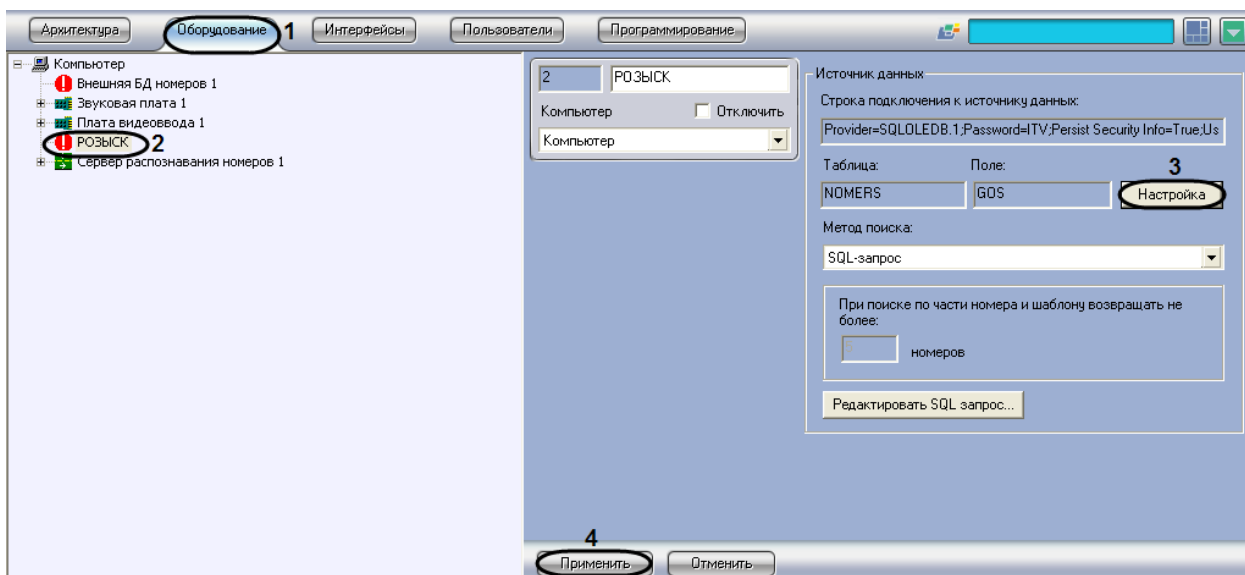 Архитектура Оборудование 1 Интерфейсы Пользователи Программирование
Компьютер
Внешняя БД номеров 1
Звуковая плата 1
Плата видеоввода 1
РОЗЫСК 2
Сервер распознавания номеров 1
2 РОЗЫСК
Компьютер Отключить
Компьютер
Источник данных
Строка подключения к источнику данных:
Provider=SQLOLEDB.1;Password=ITV;Persist Security Info=True;Us
Таблица: Поле: 3
NOMERS GOS Настройка
Метод поиска:
SQL-запрос
При поиске по части номера и шаблону возвращать не
более:
номеров
Редактировать SQL запрос...
4
Применить Отменить